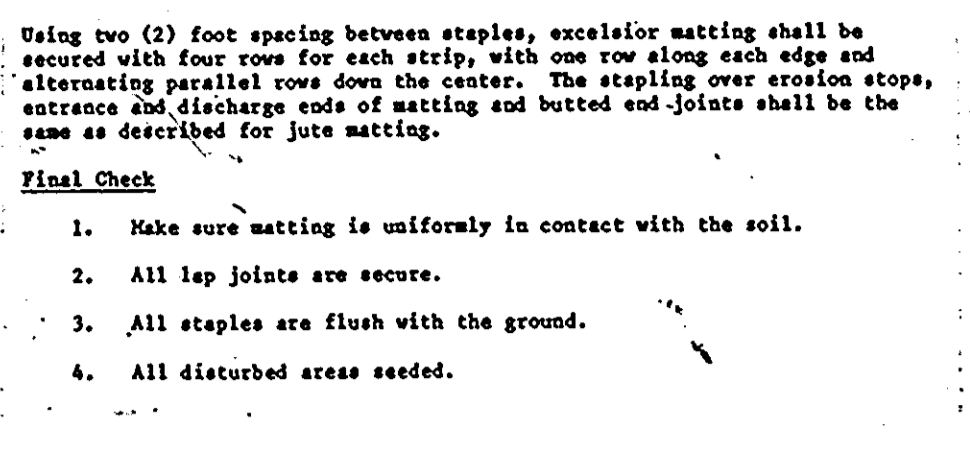 Using two (2) foot spacing between staples, excelsior matting shall be
secured with four rows for each strip, with one row along each edge and
alternating parallel rows down the center. The stapling over erosion stops,
entrance and discharge ends of matting and butted end-joints shall be the
same as described for jute matting.
Final Check
1. Make sure matting is uniformly in contact with the soil.
2. All lap joints are secure.
3. All staples are flush with the ground.
4. All disturbed areas seeded.